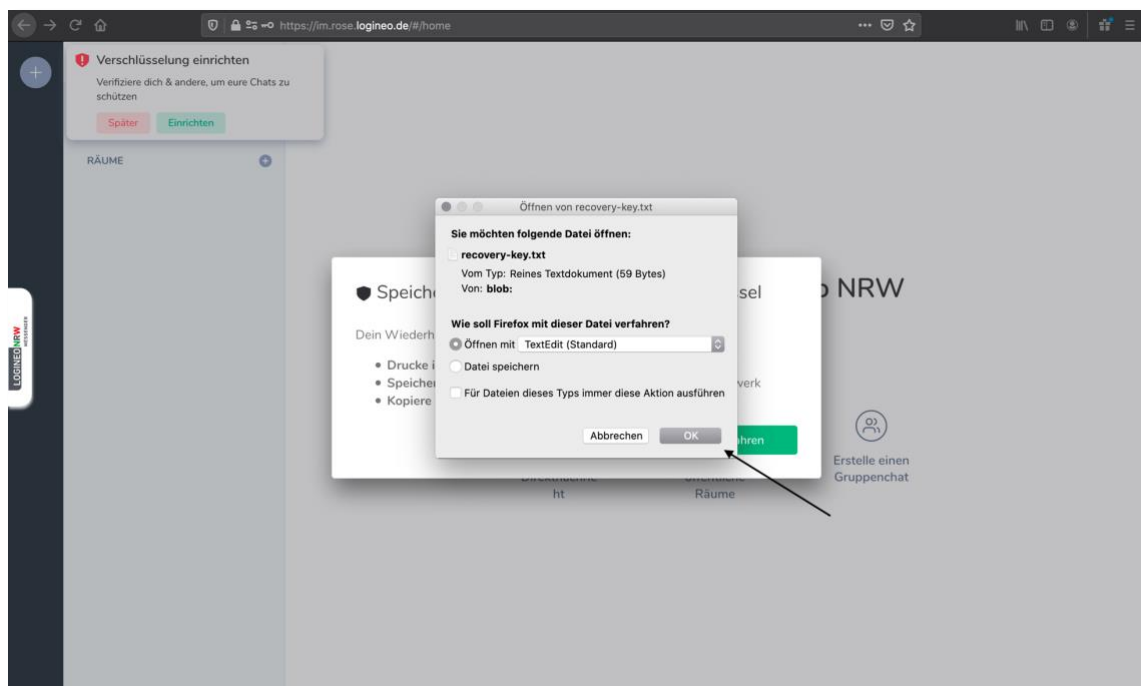 https://im.rose.logineo.de/#/home
Verschlüsselung einrichten
Verifiziere dich & andere, um eure Chats zu
schützen
Später Einrichten
RÄUME
LOGINEO NRW
MESSENGER
Öffnen von recovery-key.txt
Sie möchten folgende Datei öffnen:
recovery-key.txt
Vom Typ: Reines Textdokument (59 Bytes)
Von: blob:
Wie soll Firefox mit dieser Datei verfahren?
Öffnen mit TextEdit (Standard)
Datei speichern
Für Dateien dieses Typs immer diese Aktion ausführen
Abbrechen OK
NRW
Speich sel
Dein Wiederh
Drucke i
Speicher verk
Kopiere
ahren
Erstelle einen
Gruppenchat
ht
Räume